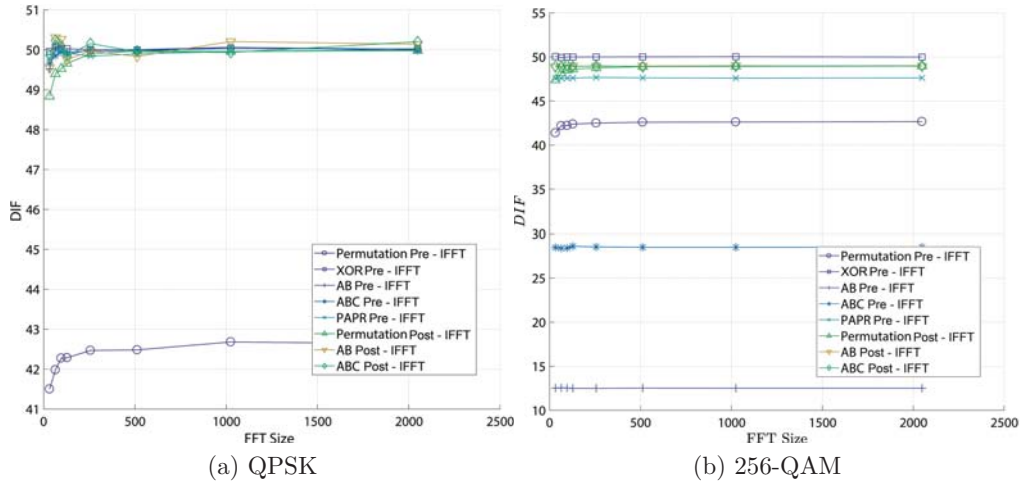 51
50
49
48
47
46
45
44
43
42
41
DIF
0
500
1000
1500
2000
2500
FFT Size
Permutation Pre - IFFT
XOR Pre - IFFT
AB Pre - IFFT
ABC Pre - IFFT
PAPR Pre - IFFT
Permutation Post - IFFT
AB Post - IFFT
ABC Post - IFFT
(a) QPSK
55
50
45
40
35
30
25
20
15
10
DIF
0
500
1000
1500
2000
2500
FFT Size
Permutation Pre - IFFT
XOR Pre - IFFT
AB Pre - IFFT
ABC Pre - IFFT
PAPR Pre - IFFT
Permutation Post - IFFT
AB Post - IFFT
ABC Post - IFFT
(b) 256-QAM